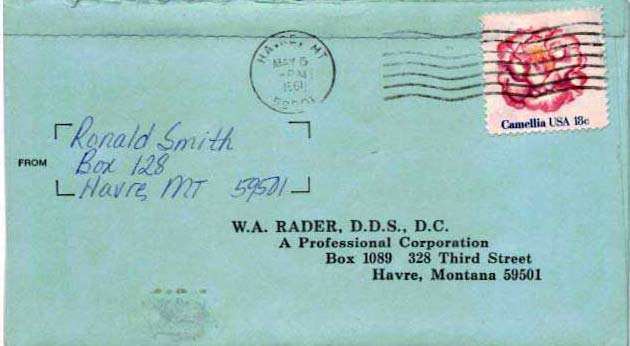 HAVRE, MT
MAY 5
PM
1981
59501
Camellia USA 18c
FROM
Ronald Smith
Box 128
Havre, MT 59501
W.A. RADER, D.D.S., D.C.
A Professional Corporation
Box 1089 328 Third Street
Havre, Montana 59501